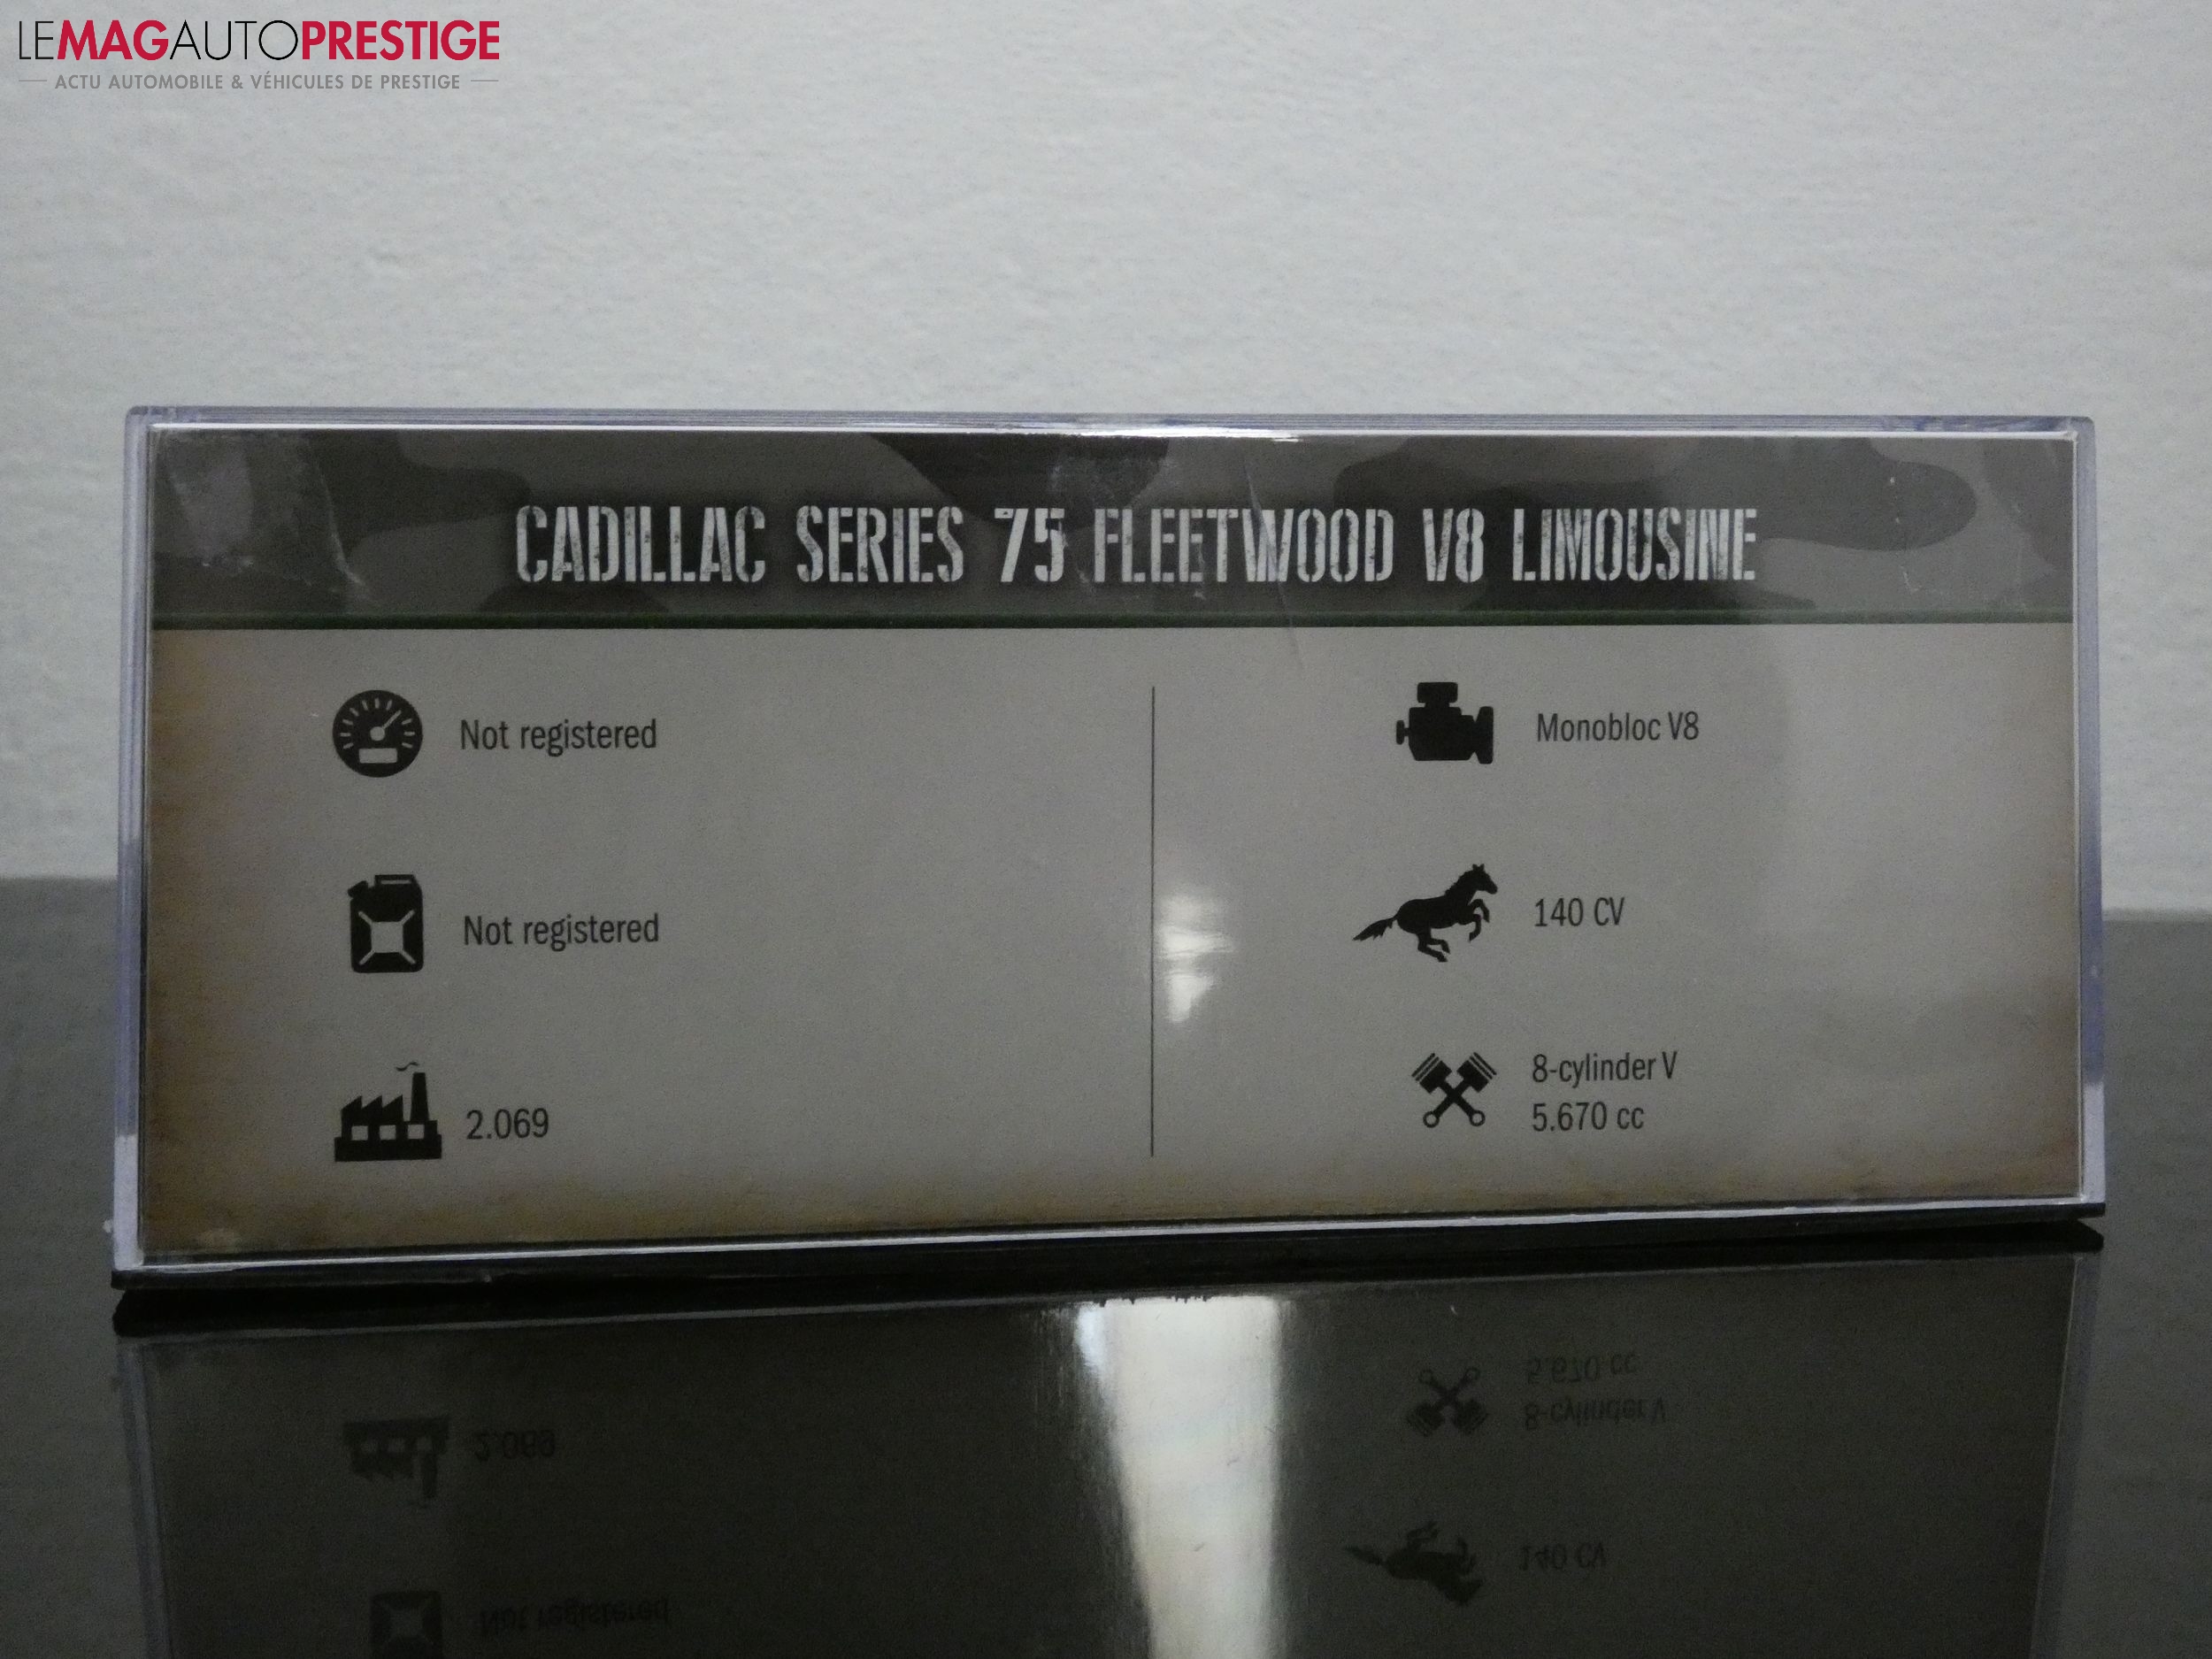 LEMAGAUTOPRESTIGE
ACTU AUTOMOBILE & VÉHICULES DE PRESTIGE
CADILLAC SERIES 75 FLEETWOOD V8 LIMOUSINE
Not registered
Not registered
2.069
Monobloc V8
140 CV
8-cylinder V
5.670 cc